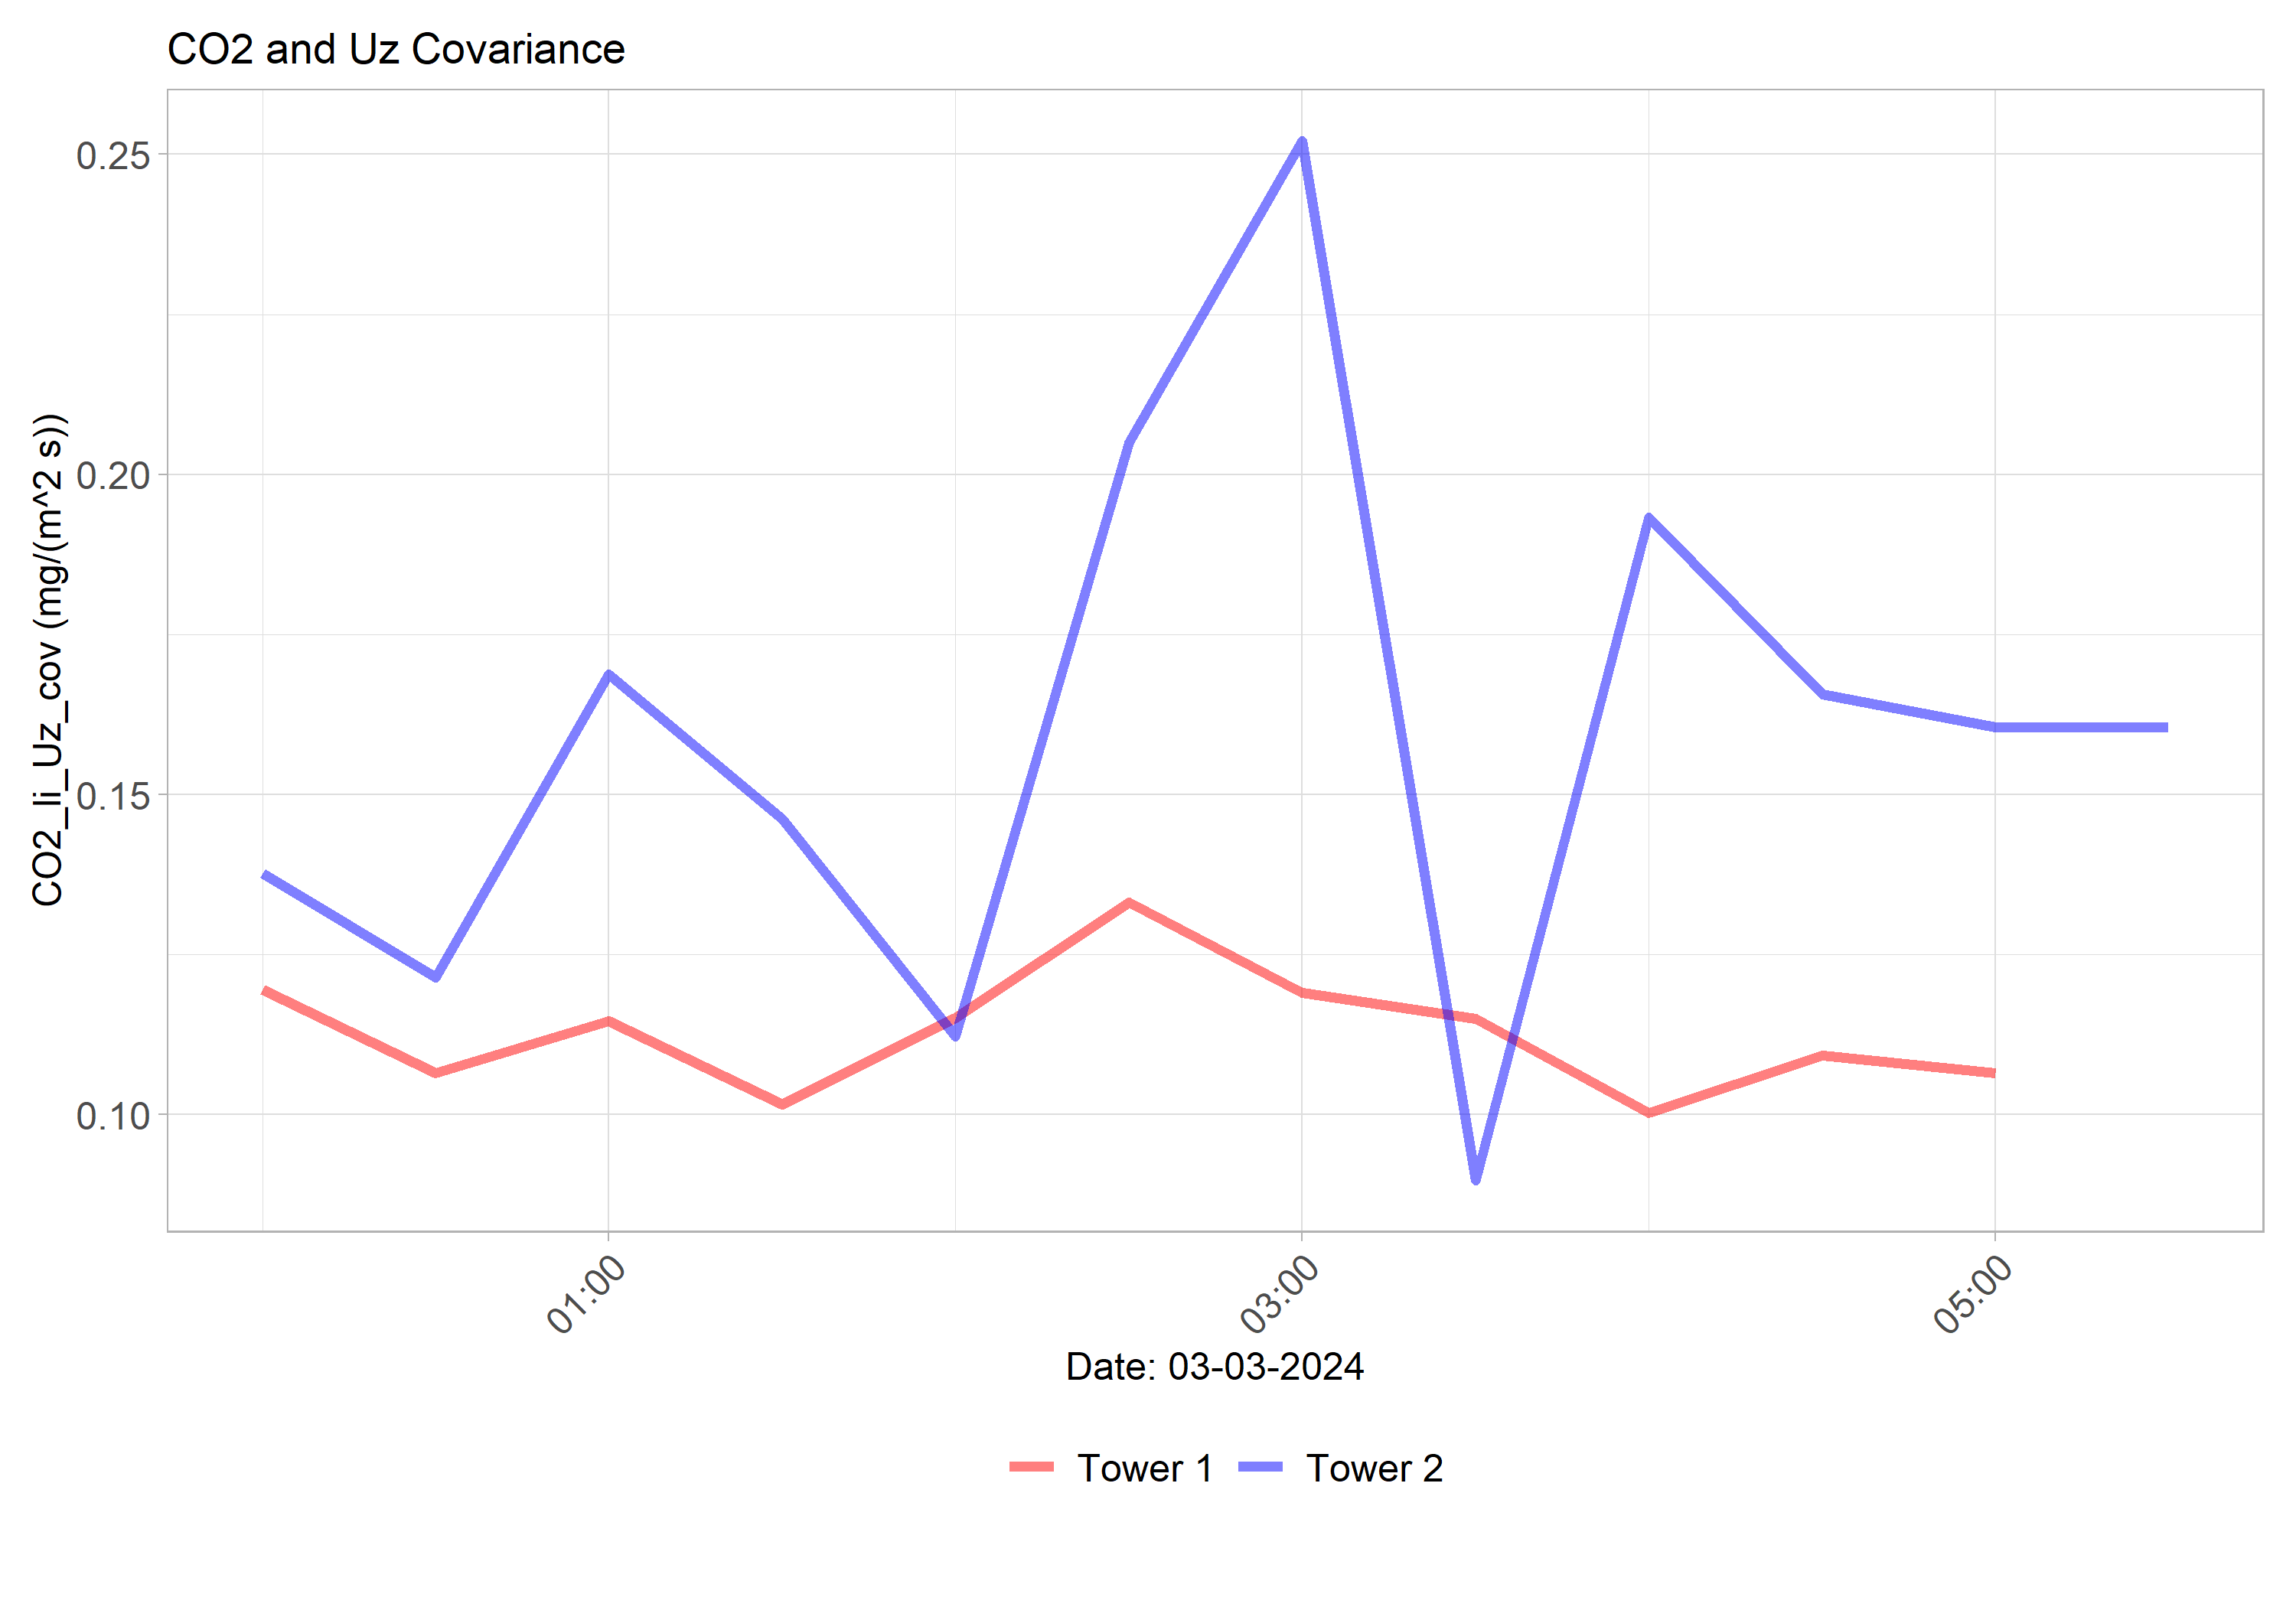 CO2 and Uz Covariance
CO2_li_Uz_cov (mg/(m^2 s))
0.25
0.20
0.15
0.10
01:00
03:00
05:00
Date: 03-03-2024
Tower 1
Tower 2